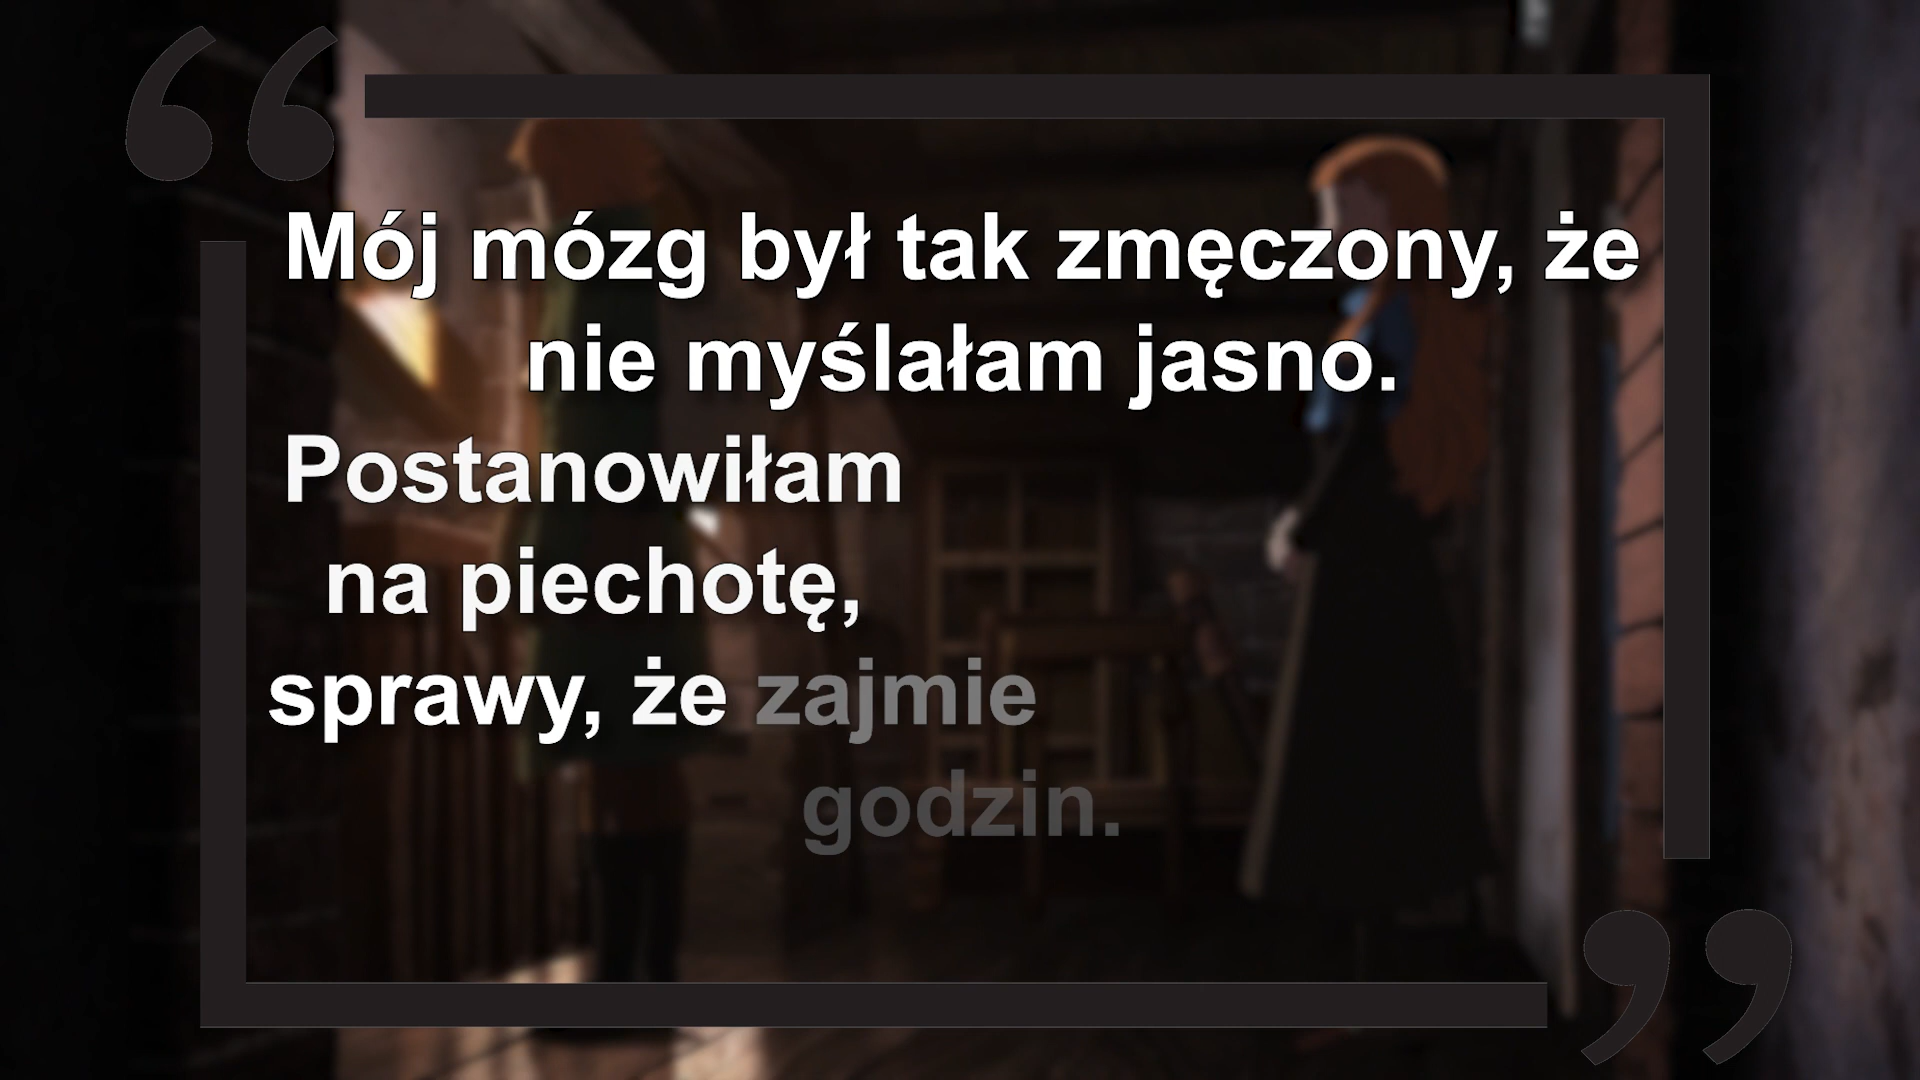 Mój mózg był tak zmęczony, że
nie myślałam jasno.
Postanowiłam
na piechotę,
sprawy, że zajmie
godzin.